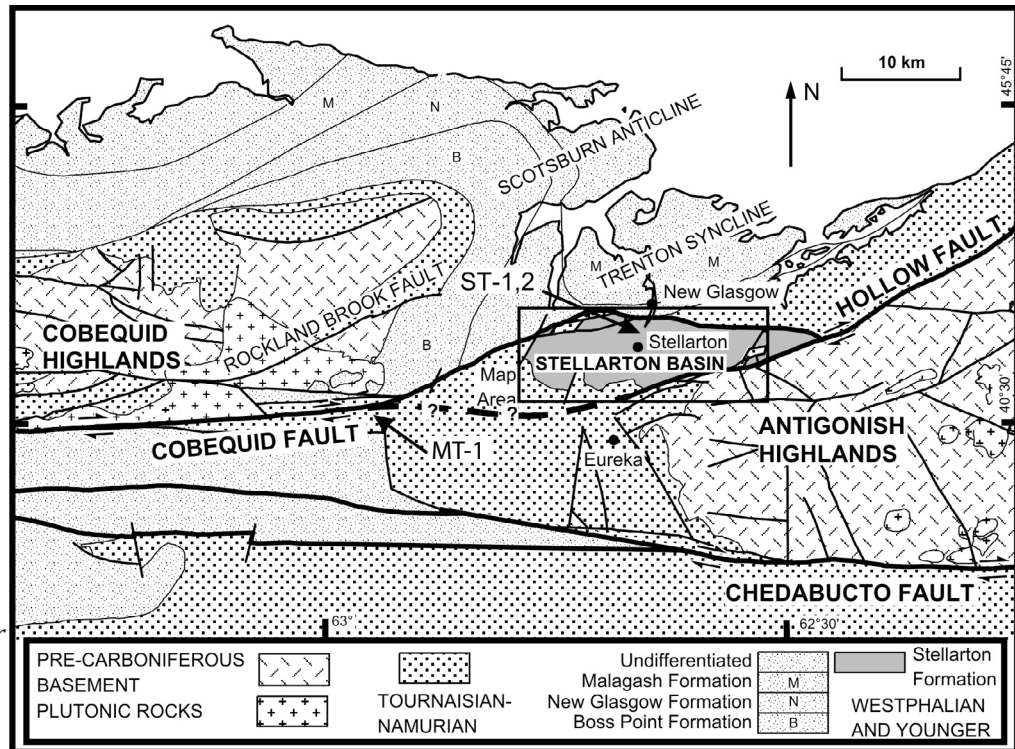 10 km
N
45°45'
M
N
B
SCOTSBURN ANTICLINE
TRENTON SYNCLINE
M
M
ST-1,2
New Glasgow
HOLLOW FAULT
ROCKLAND BROOK FAULT
COBEQUID
HIGHLANDS
B
Stellarton
STELLARTON BASIN
Map
Area
?
?
40°30'
COBEQUID FAULT
MT-1
Eureka
ANTIGONISH
HIGHLANDS
CHEDABUCTO FAULT
63°
62°30'
r
PRE-CARBONIFEROUS
BASEMENT
PLUTONIC ROCKS
TOURNAISIAN-
NAMURIAN
Undifferentiated
Malagash Formation
M
New Glasgow Formation
N
Boss Point Formation
B
Stellarton
Formation
WESTPHALIAN
AND YOUNGER